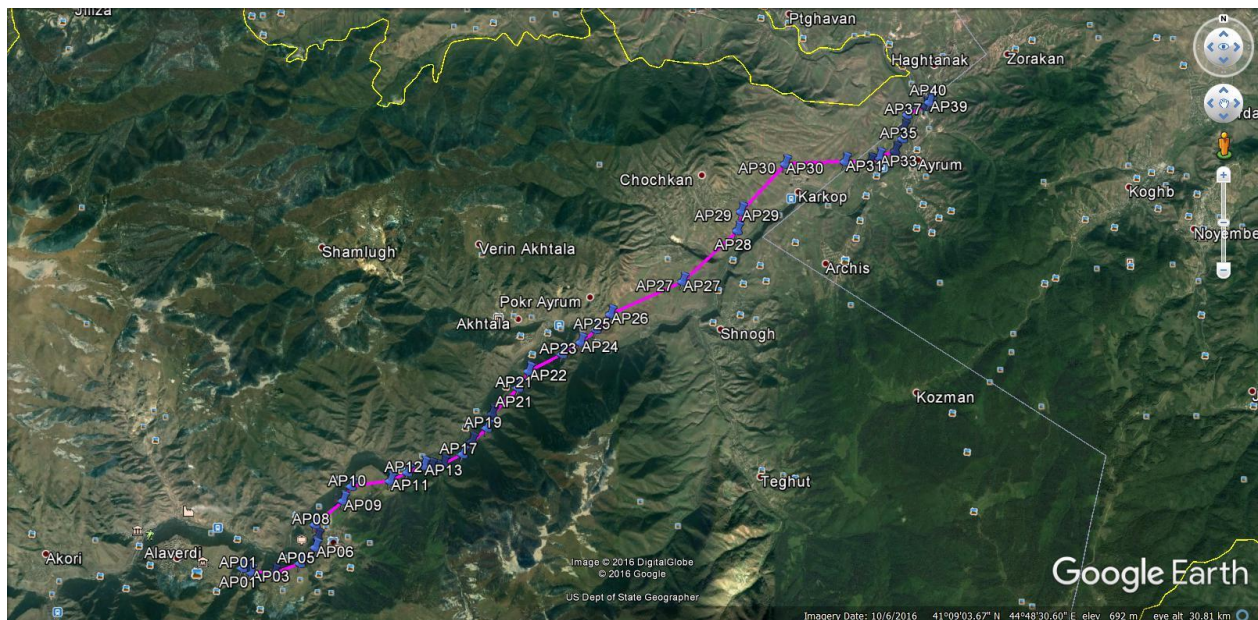 Jiliza
Ptghavan
N
Haghtanak
Zorakan
AP40
AP37
AP39
AP35
AP30
AP30
AP31
AP33
Ayrum
Chochkan
Karkop
Koghb
AP29
AP29
AP28
Shamlugh
Verin Akhtala
Archis
AP27
AP27
Pokr Ayrum
Akhtala
AP26
AP25
AP24
Shnogh
AP23
AP22
AP21
AP21
Kozman
AP19
AP17
AP12
AP13
AP10
AP11
Teghut
AP09
AP08
Akori
Alaverdi
AP05
AP06
AP01
AP03
AP01
Image © 2016 DigitalGlobe
© 2016 Google
US Dept of State Geographer
Google Earth
Imagery Date: 10/6/2016 41°09'03.67" N 44°48'30.60" E elev 692 m eye alt 30.81 km